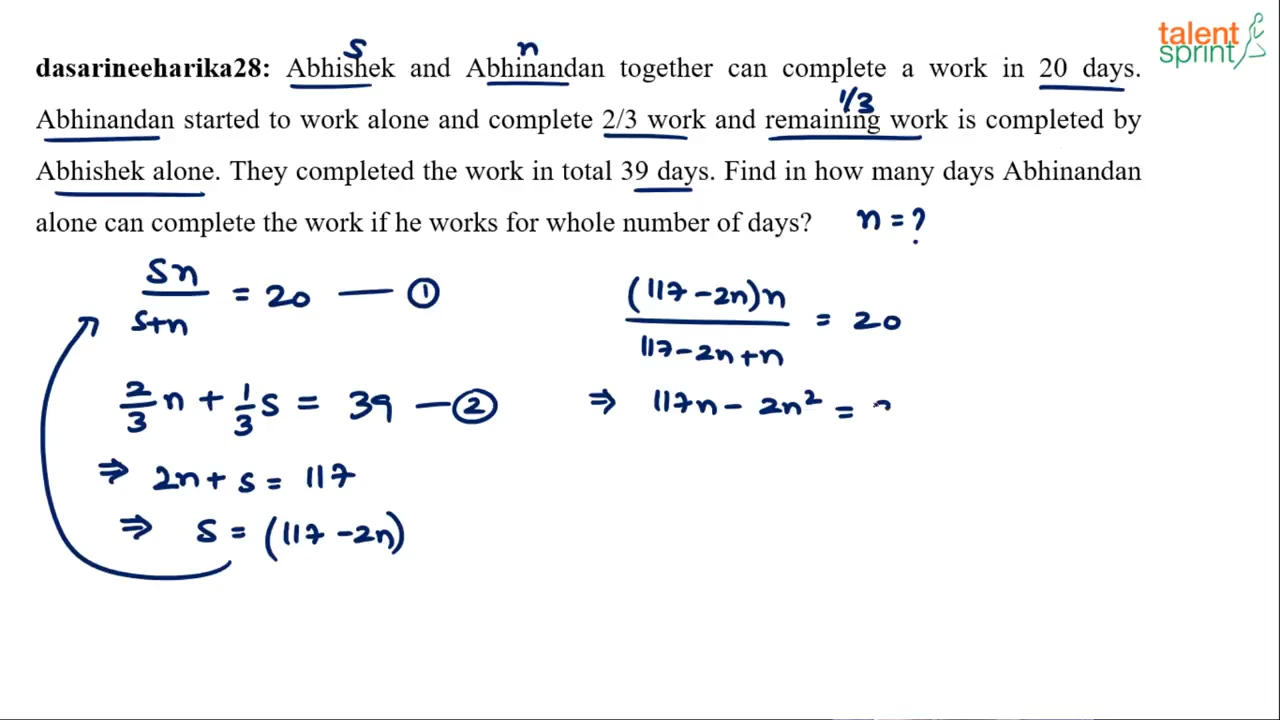 talent
sprint
s n
dasarineeharika28: Abhishek and Abhinandan together can complete a work in 20 days.
1/3
Abhinandan started to work alone and complete 2/3 work and remaining work is completed by
Abhishek alone. They completed the work in total 39 days. Find in how many days Abhinandan
alone can complete the work if he works for whole number of days? n = ?
sn/(s+n) = 20 — ①
2/3 n + 1/3 s = 39 — ②
⇒ 2n + s = 117
⇒ s = (117 - 2n)
(117 - 2n)n/(117 - 2n + n) = 20
⇒ 117n - 2n² =